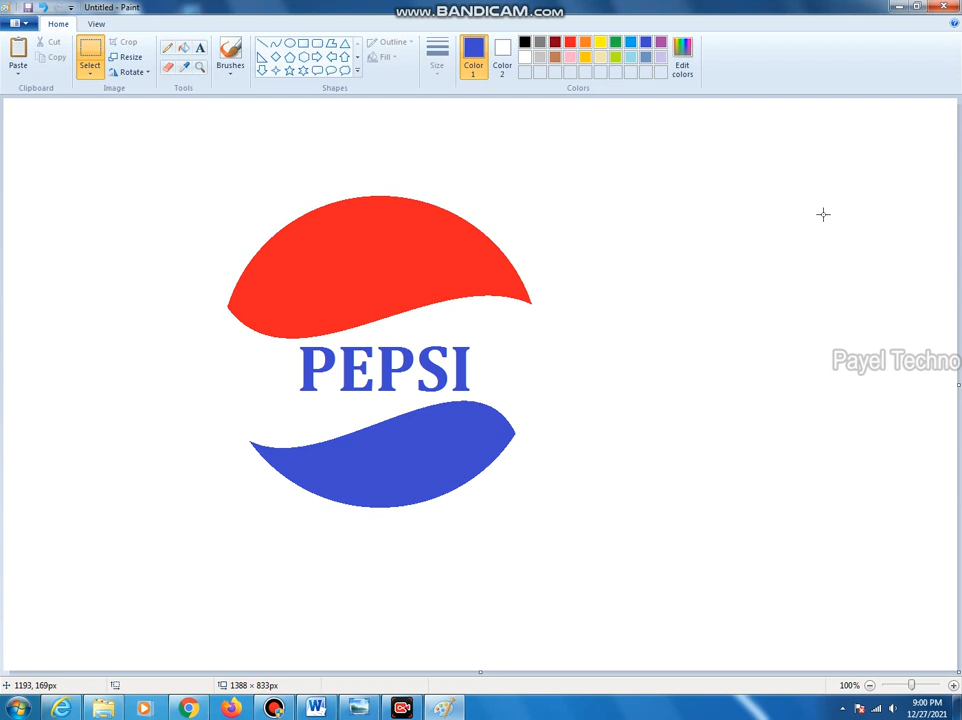 Untitled - Paint
www.BANDICAM.com
Home
View
Paste
Cut
Copy
Clipboard
Select
Crop
Resize
Rotate
Image
A
Tools
Brushes
Shapes
Outline
Fill
Size
Color
1
Color
2
Colors
Edit
colors
PEPSI
Payel Techno
1193, 169px
1388 × 833px
100%
9:00 PM
12/27/2021